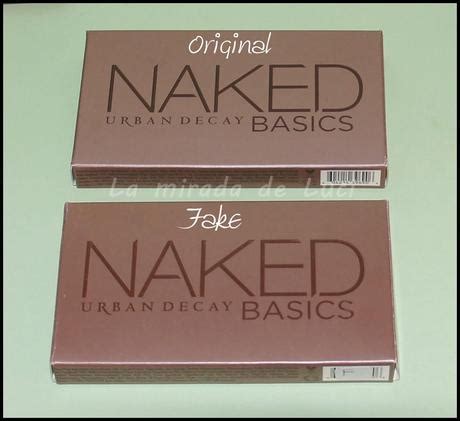 Original
NAKED
URBAN DECAY BASICS
La mirada de Luci
Fake
NAKED
URBAN DECAY BASICS